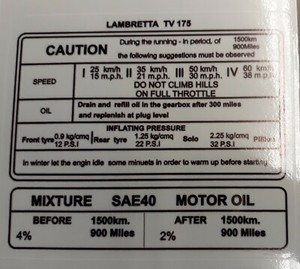 LAMBRETTA TV 175
CAUTION During the running - in period, of 1500km 900Miles
the following suggestions must be observed
SPEED I 25 km/h 15 m.p.h. II 35 km/h 21 m.p.h. III 50 km/h 30 m.p.h. IV 60 km/h 38 m.p.h
DO NOT CLIMB HILLS
ON FULL THROTTLE
OIL Drain and refill oil in the gearbox after 300 miles
and replenish at plug level
INFLATING PRESSURE
Front tyre 0.9 kg/cmq 12 P.S.I Rear tyre 1.25 kg/cmq 22 P.S.I Solo 2.25 kg/cmq 32 P.S.I
In winter let the engin idle some minuets in order to warm up before starting
MIXTURE SAE40 MOTOR OIL
BEFORE 1500km. AFTER 1500km.
4% 900 Miles 2% 900 Miles